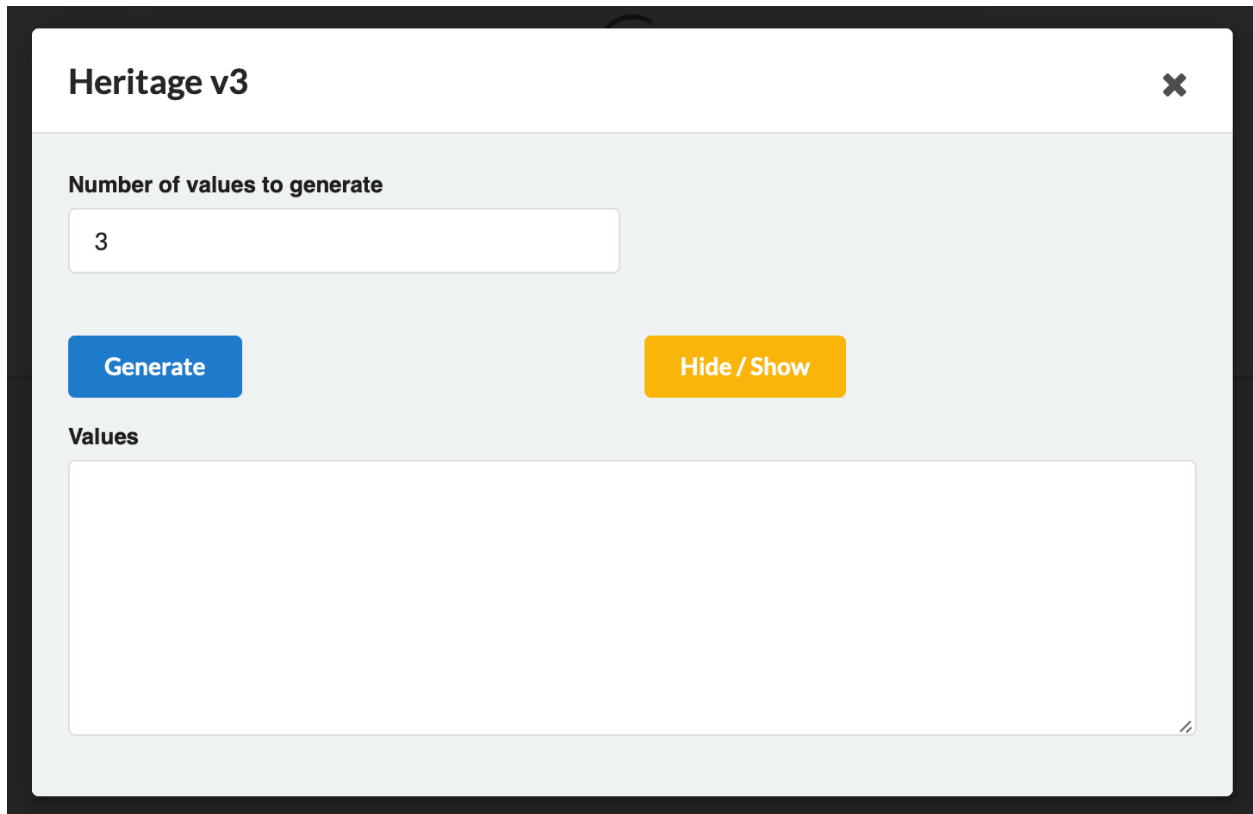 Heritage v3
Number of values to generate
3
Generate
Hide / Show
Values